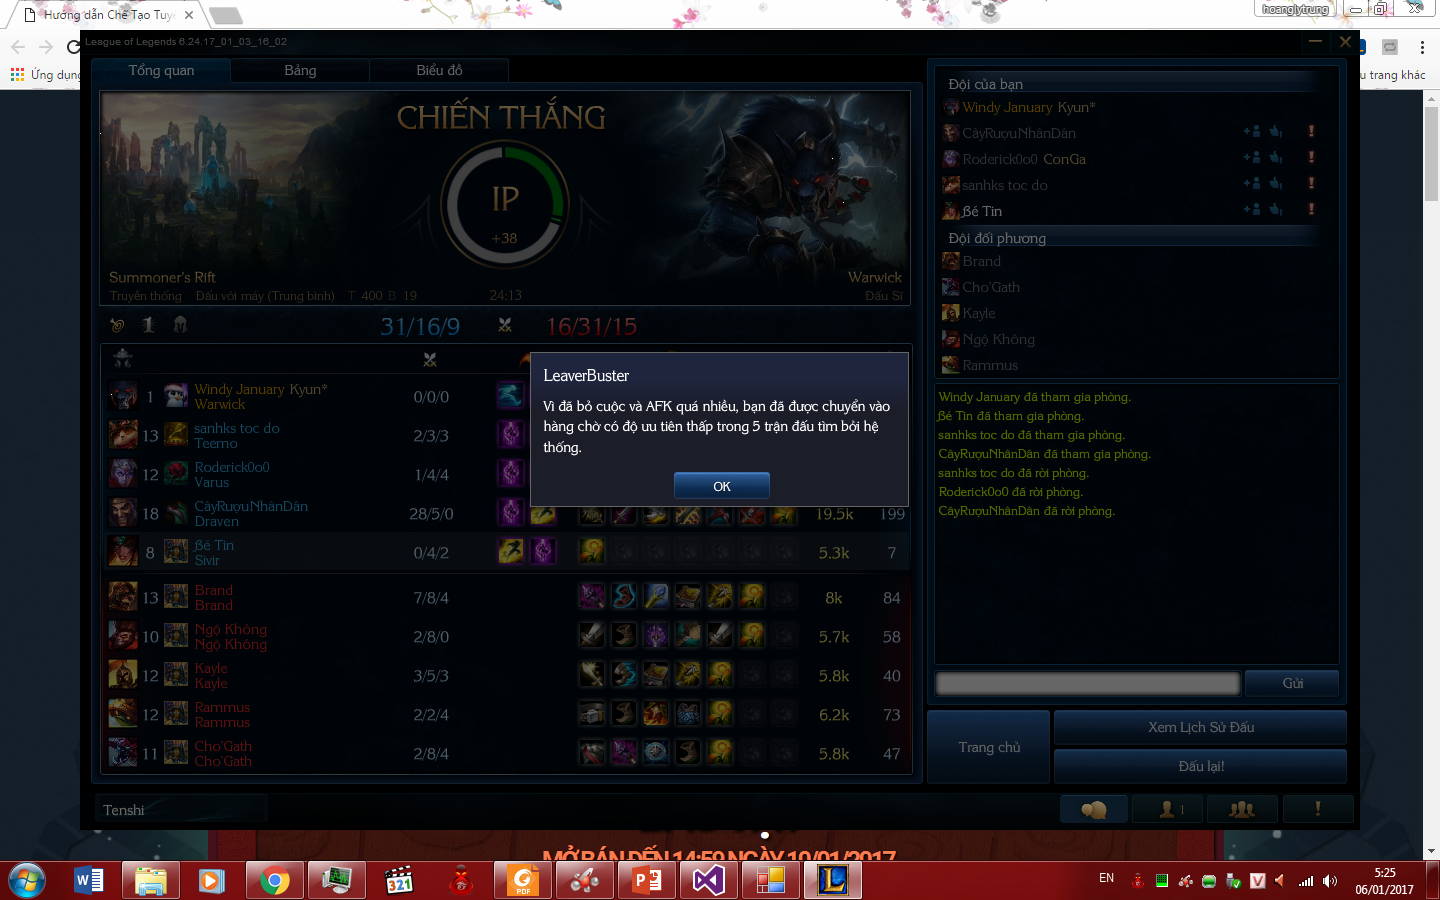 Hướng dẫn Chế Tạo Tuy
hoanglytrung
Ứng dụng
u trang khác
League of Legends 6.24.17_01_03_16_02
Tổng quan
Bảng
Biểu đồ
CHIẾN THẮNG
IP
+38
Summoner's Rift
Warwick
Truyền thống Đấu với máy (Trung bình) T 400 B 19
24:13
Đấu Sĩ
31/16/9
16/31/15
1 Windy January Kyun* 0/0/0
Warwick
13 sanhks toc do 2/3/3
Teemo
12 Roderick0o0 1/4/4
Varus
18 CâyRượuNhânDân 28/5/0 19.5k 199
Draven
8 Bé Tin 0/4/2 5.3k 7
Sivir
13 Brand 7/8/4 8k 84
Brand
10 Ngộ Không 2/8/0 5.7k 58
Ngộ Không
12 Kayle 3/5/3 5.8k 40
Kayle
12 Rammus 2/2/4 6.2k 73
Rammus
11 Cho'Gath 2/8/4 5.8k 47
Cho'Gath
LeaverBuster
Vì đã bỏ cuộc và AFK quá nhiều, bạn đã được chuyển vào
hàng chờ có độ ưu tiên thấp trong 5 trận đấu tìm bởi hệ
thống.
OK
Đội của bạn
Windy January Kyun*
CâyRượuNhânDân
Roderick0o0 ConGa
sanhks toc do
Bé Tin
Đội đối phương
Brand
Cho'Gath
Kayle
Ngộ Không
Rammus
Windy January đã tham gia phòng.
Bé Tin đã tham gia phòng.
sanhks toc do đã tham gia phòng.
CâyRượuNhânDân đã tham gia phòng.
sanhks toc do đã rời phòng.
Roderick0o0 đã rời phòng.
CâyRượuNhânDân đã rời phòng.
Gửi
Trang chủ
Xem Lịch Sử Đấu
Đấu lại!
Tenshi
1
MỞ BÁN ĐẾN 14:59 NGÀY 10/01/2017
321
PDF
EN
5:25
06/01/2017